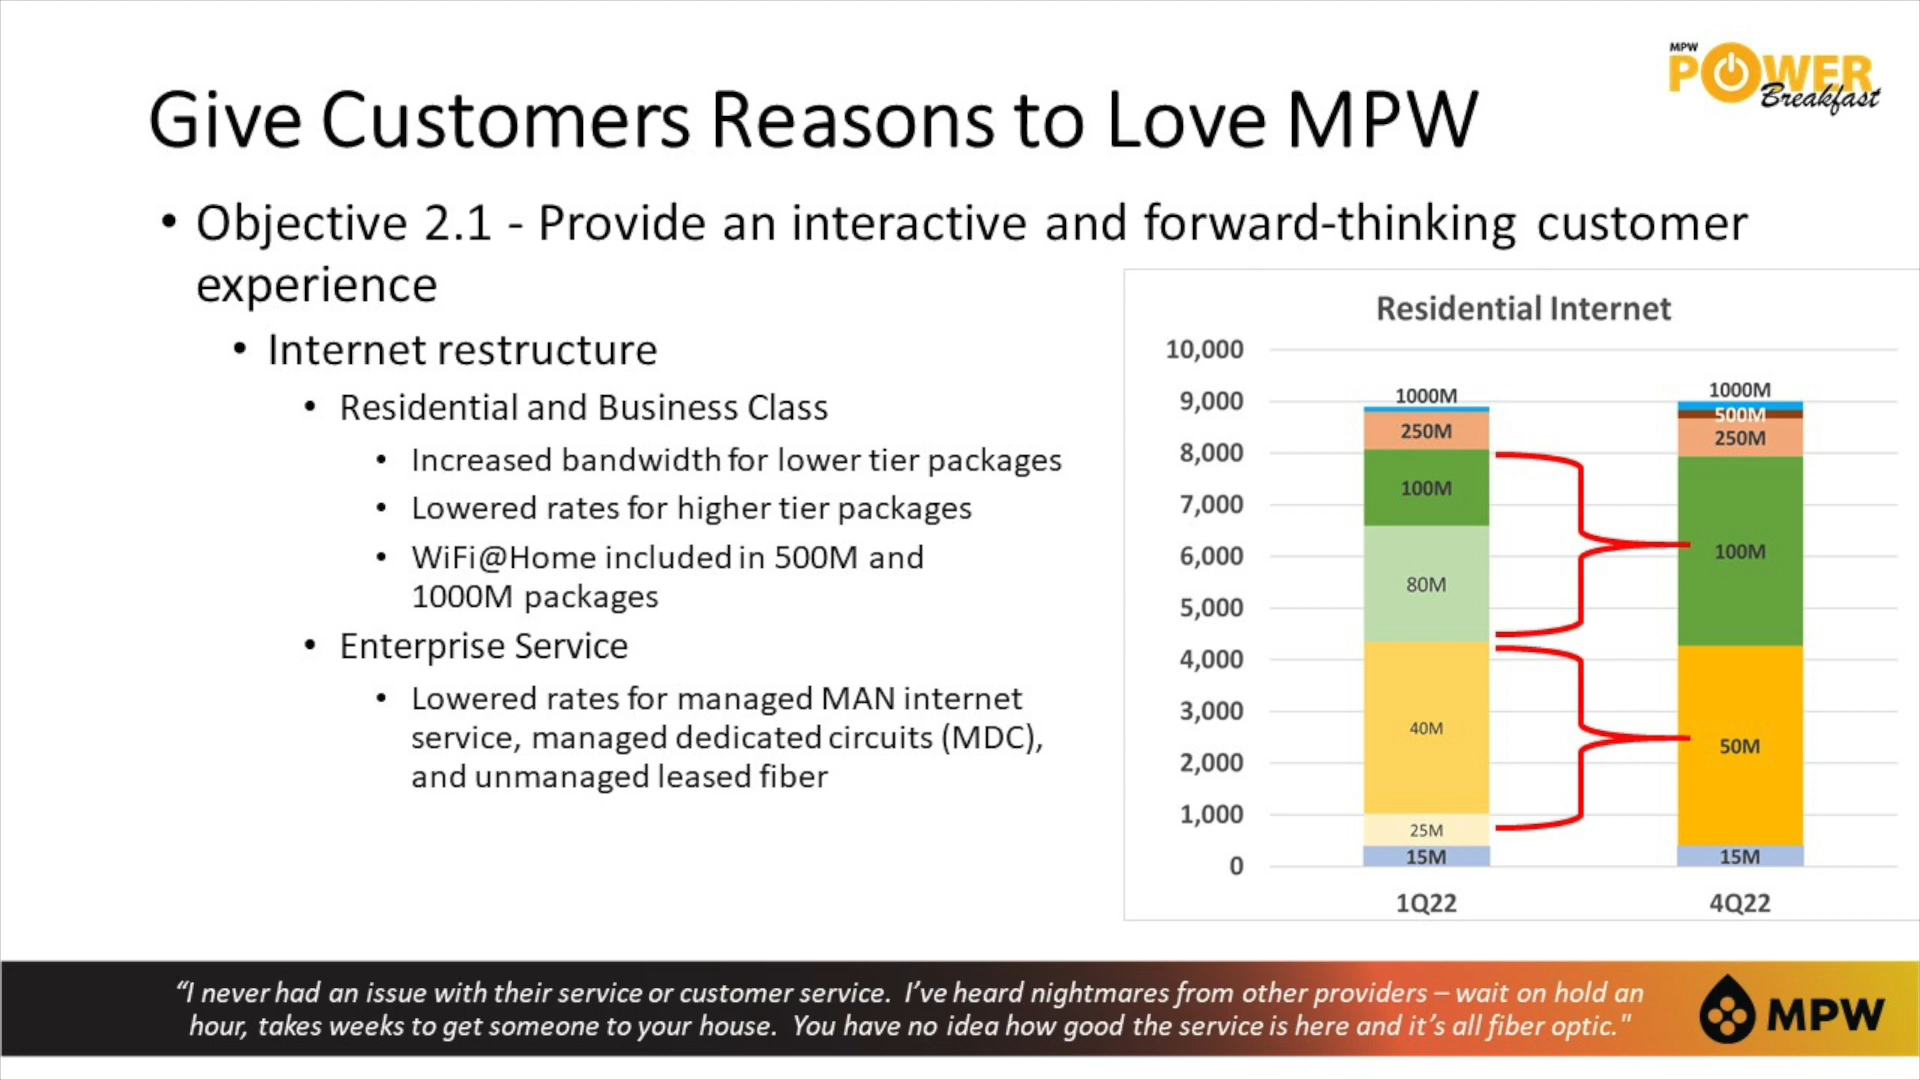 MPW
POWER
Breakfast
Give Customers Reasons to Love MPW
• Objective 2.1 - Provide an interactive and forward-thinking customer
experience
• Internet restructure
• Residential and Business Class
• Increased bandwidth for lower tier packages
• Lowered rates for higher tier packages
• WiFi@Home included in 500M and
1000M packages
• Enterprise Service
• Lowered rates for managed MAN internet
service, managed dedicated circuits (MDC),
and unmanaged leased fiber
Residential Internet
10,000
9,000
8,000
7,000
6,000
5,000
4,000
3,000
2,000
1,000
0
1000M
250M
100M
80M
40M
25M
15M
1Q22
1000M
500M
250M
100M
50M
15M
4Q22
“I never had an issue with their service or customer service.  I’ve heard nightmares from other providers – wait on hold an
hour, takes weeks to get someone to your house.  You have no idea how good the service is here and it’s all fiber optic."
MPW